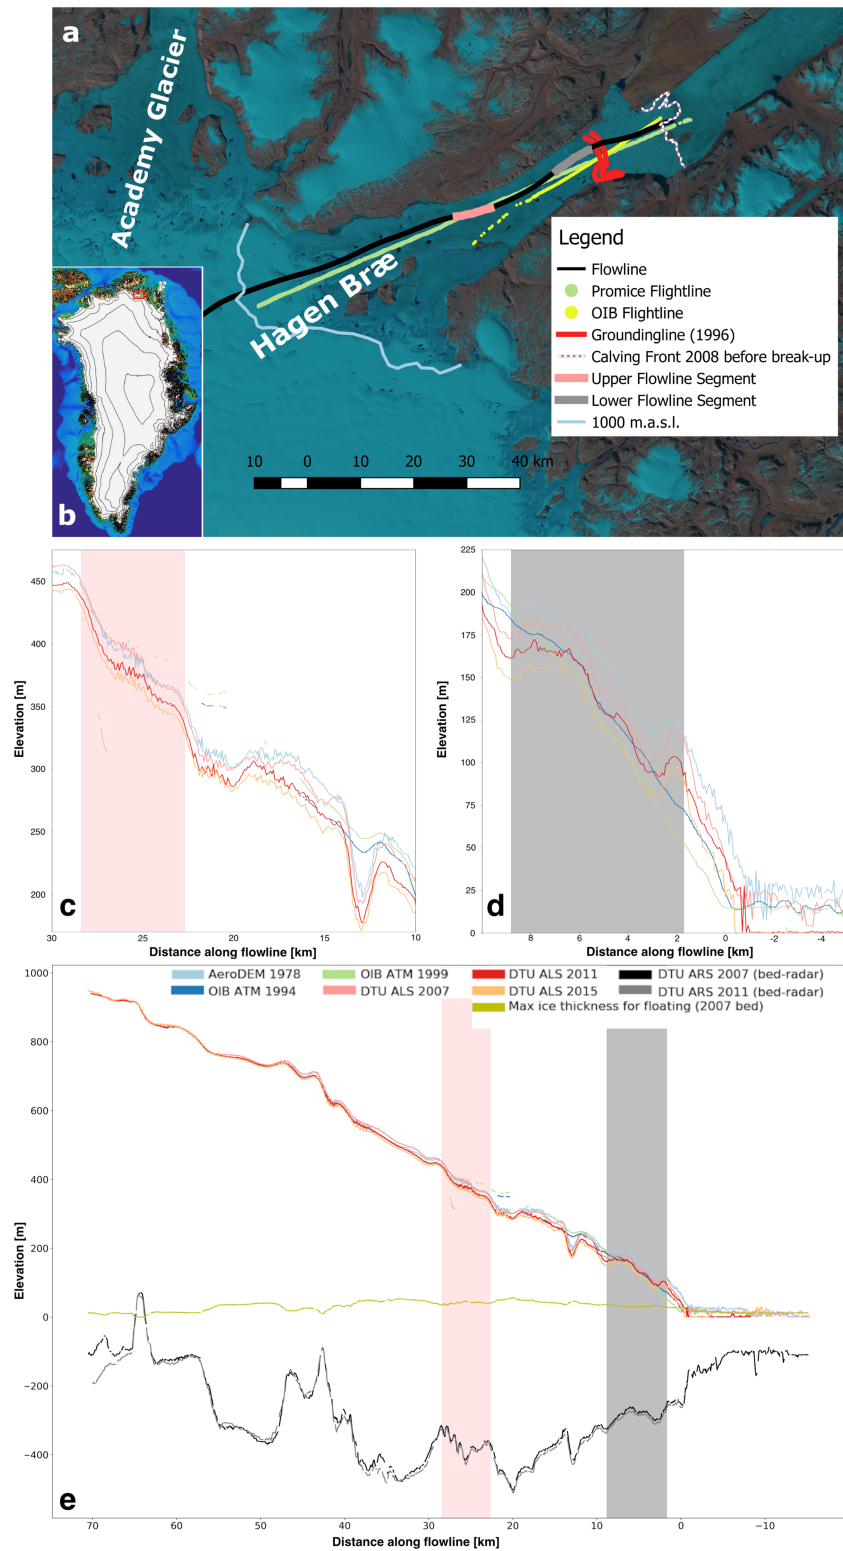 a
Academy Glacier
Hagen Bræ
Legend
Flowline
Promice Flightline
OIB Flightline
Groundingline (1996)
Calving Front 2008 before break-up
Upper Flowline Segment
Lower Flowline Segment
1000 m.a.s.l.
10 0 10 20 30 40 km
b
Elevation [m]
450
400
350
300
250
200
30 25 20 15 10
Distance along flowline [km]
c
Elevation [m]
225
200
175
150
125
100
75
50
25
0
8 6 4 2 0 -2 -4
Distance along flowline [km]
d
AeroDEM 1978
OIB ATM 1994
OIB ATM 1999
DTU ALS 2007
DTU ALS 2011
DTU ALS 2015
Max ice thickness for floating (2007 bed)
DTU ARS 2007 (bed-radar)
DTU ARS 2011 (bed-radar)
Elevation [m]
1000
800
600
400
200
0
−200
−400
70 60 50 40 30 20 10 0 −10
Distance along flowline [km]
e